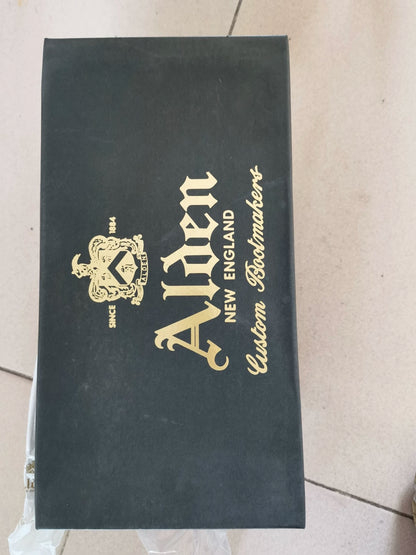 SINCE 1884
ALDEN
Alden
NEW ENGLAND
Custom Bootmakers